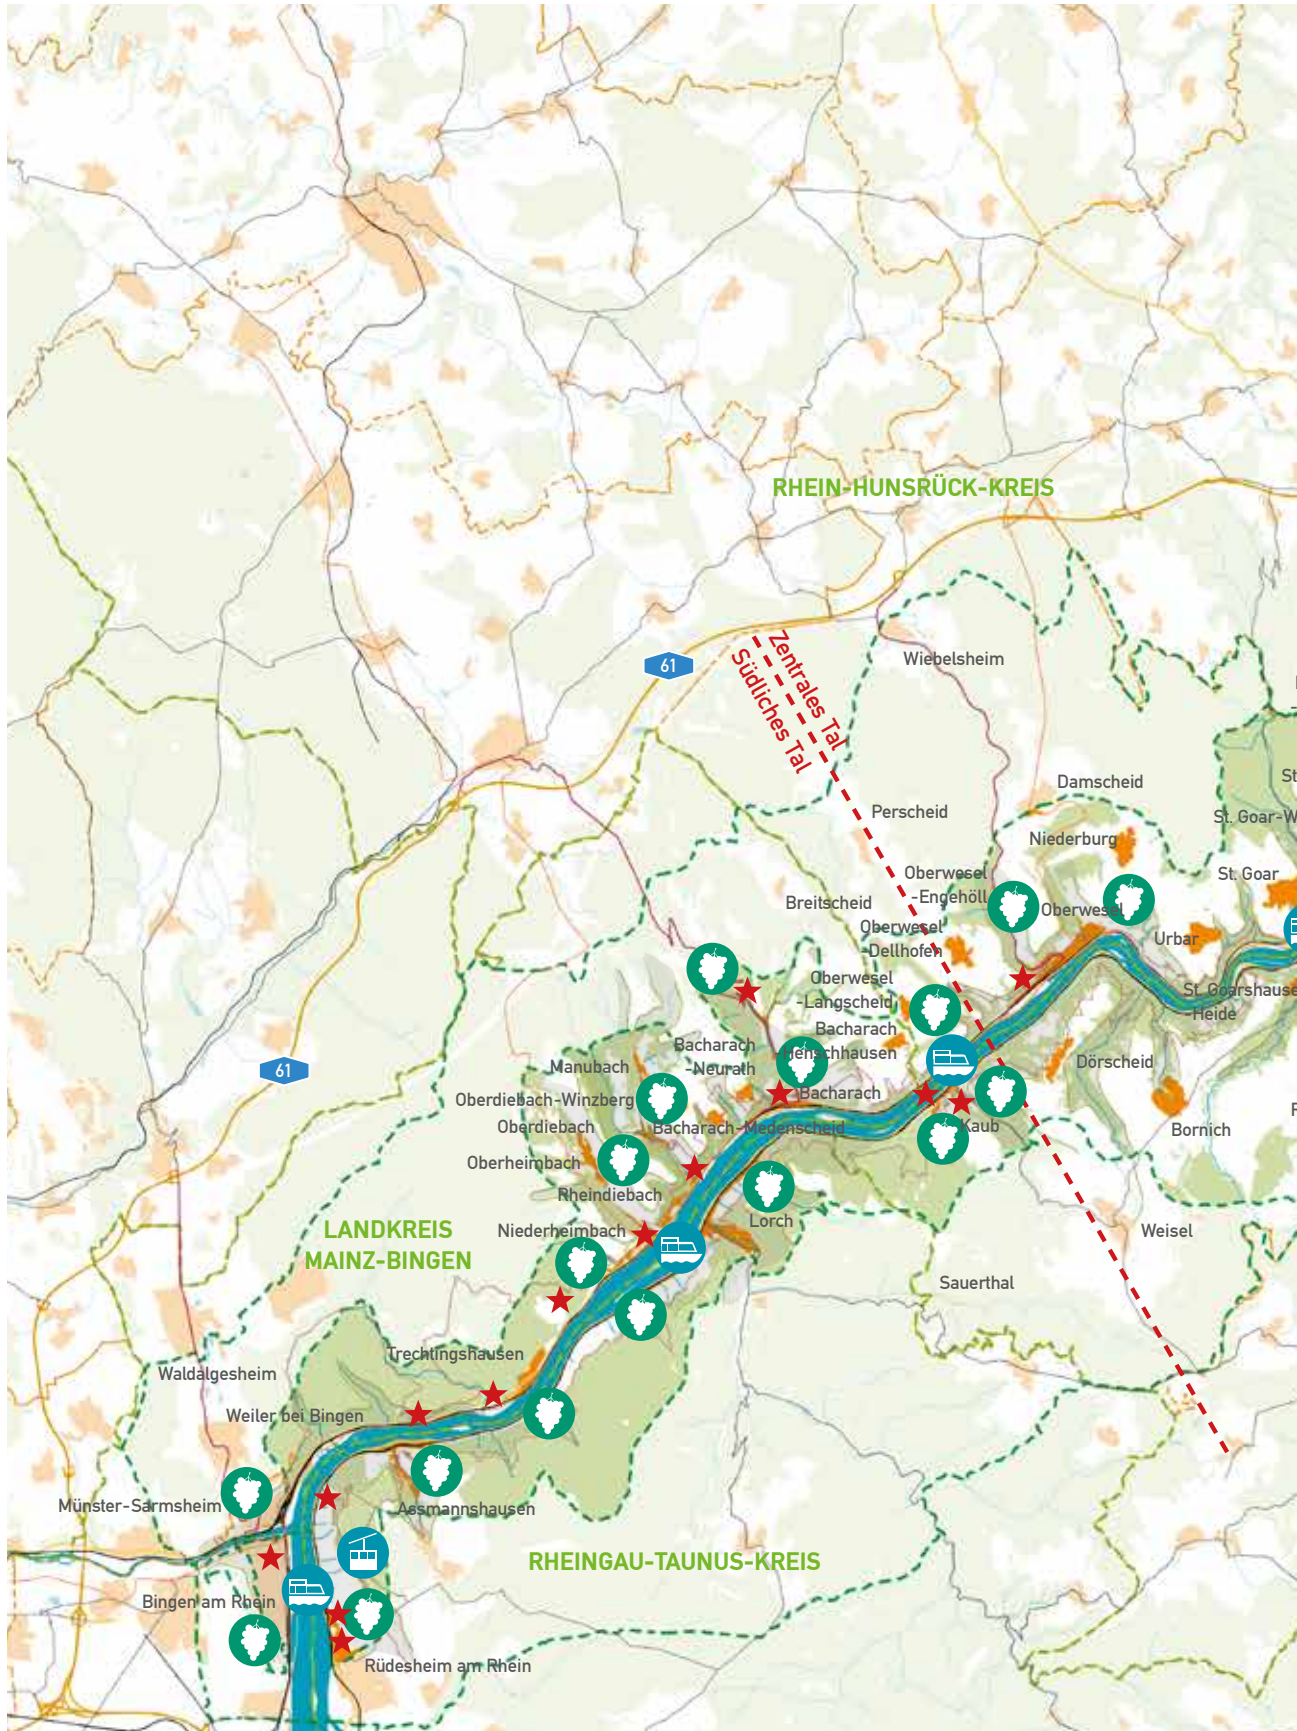 RHEIN-HUNSRÜCK-KREIS
61
Zentrales Tal
Südliches Tal
Wiebelsheim
Damscheid
St
Perscheid
St. Goar-W
Niederburg
Oberwesel
-Engehöll
St. Goar
Breitscheid
Oberwesel
Oberwesel
-Dellhofen
Urbar
Oberwesel
-Langscheid
St. Goarshause
-Heide
Bacharach
-Henschhausen
Bacharach
-Neurath
61
Manubach
Dörscheid
Oberdiebach-Winzberg
Bacharach
Oberdiebach
Bacharach-Medenscheid
Kaub
Bornich
Oberheimbach
Rheindiebach
Lorch
Niederheimbach
Weisel
LANDKREIS
MAINZ-BINGEN
Sauerthal
Trechtingshausen
Waldalgesheim
Weiler bei Bingen
Münster-Sarmsheim
Assmannshausen
RHEINGAU-TAUNUS-KREIS
Bingen am Rhein
Rüdesheim am Rhein